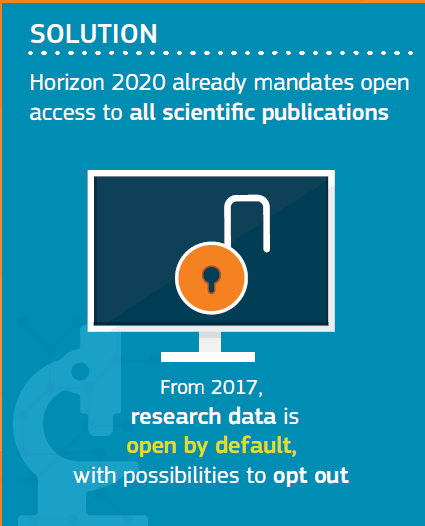 SOLUTION
Horizon 2020 already mandates open
access to all scientific publications
From 2017,
research data is
open by default,
with possibilities to opt out